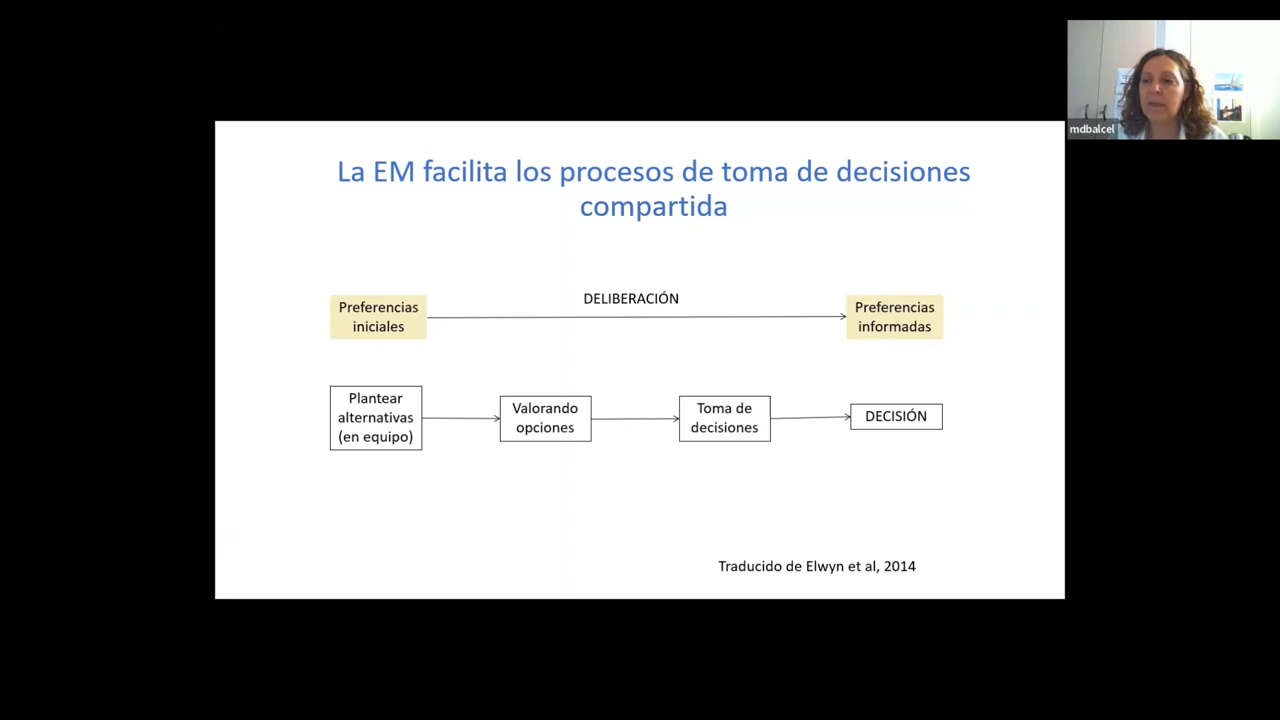 mdbalcel
La EM facilita los procesos de toma de decisiones
compartida
DELIBERACIÓN
Preferencias
iniciales
Preferencias
informadas
Plantear
alternativas
(en equipo)
Valorando
opciones
Toma de
decisiones
DECISIÓN
Traducido de Elwyn et al, 2014